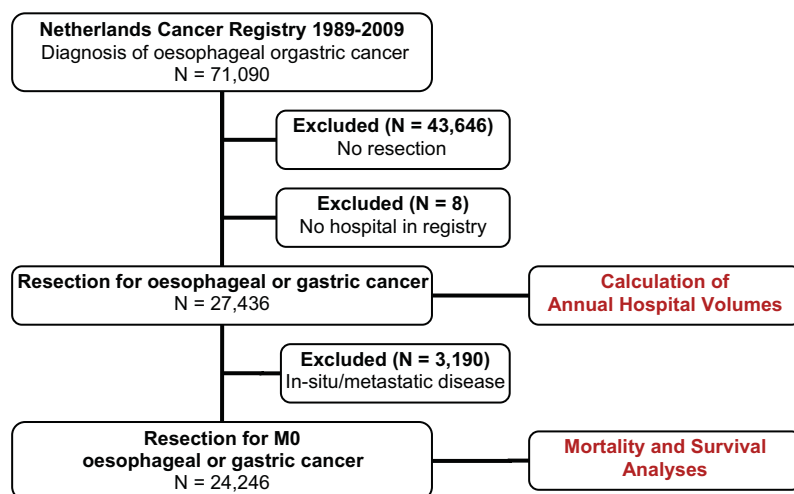 Netherlands Cancer Registry 1989-2009
Diagnosis of oesophageal orgastric cancer
N = 71,090
Excluded (N = 43,646)
No resection
Excluded (N = 8)
No hospital in registry
Resection for oesophageal or gastric cancer
N = 27,436
Calculation of
Annual Hospital Volumes
Excluded (N = 3,190)
In-situ/metastatic disease
Resection for M0
oesophageal or gastric cancer
N = 24,246
Mortality and Survival
Analyses